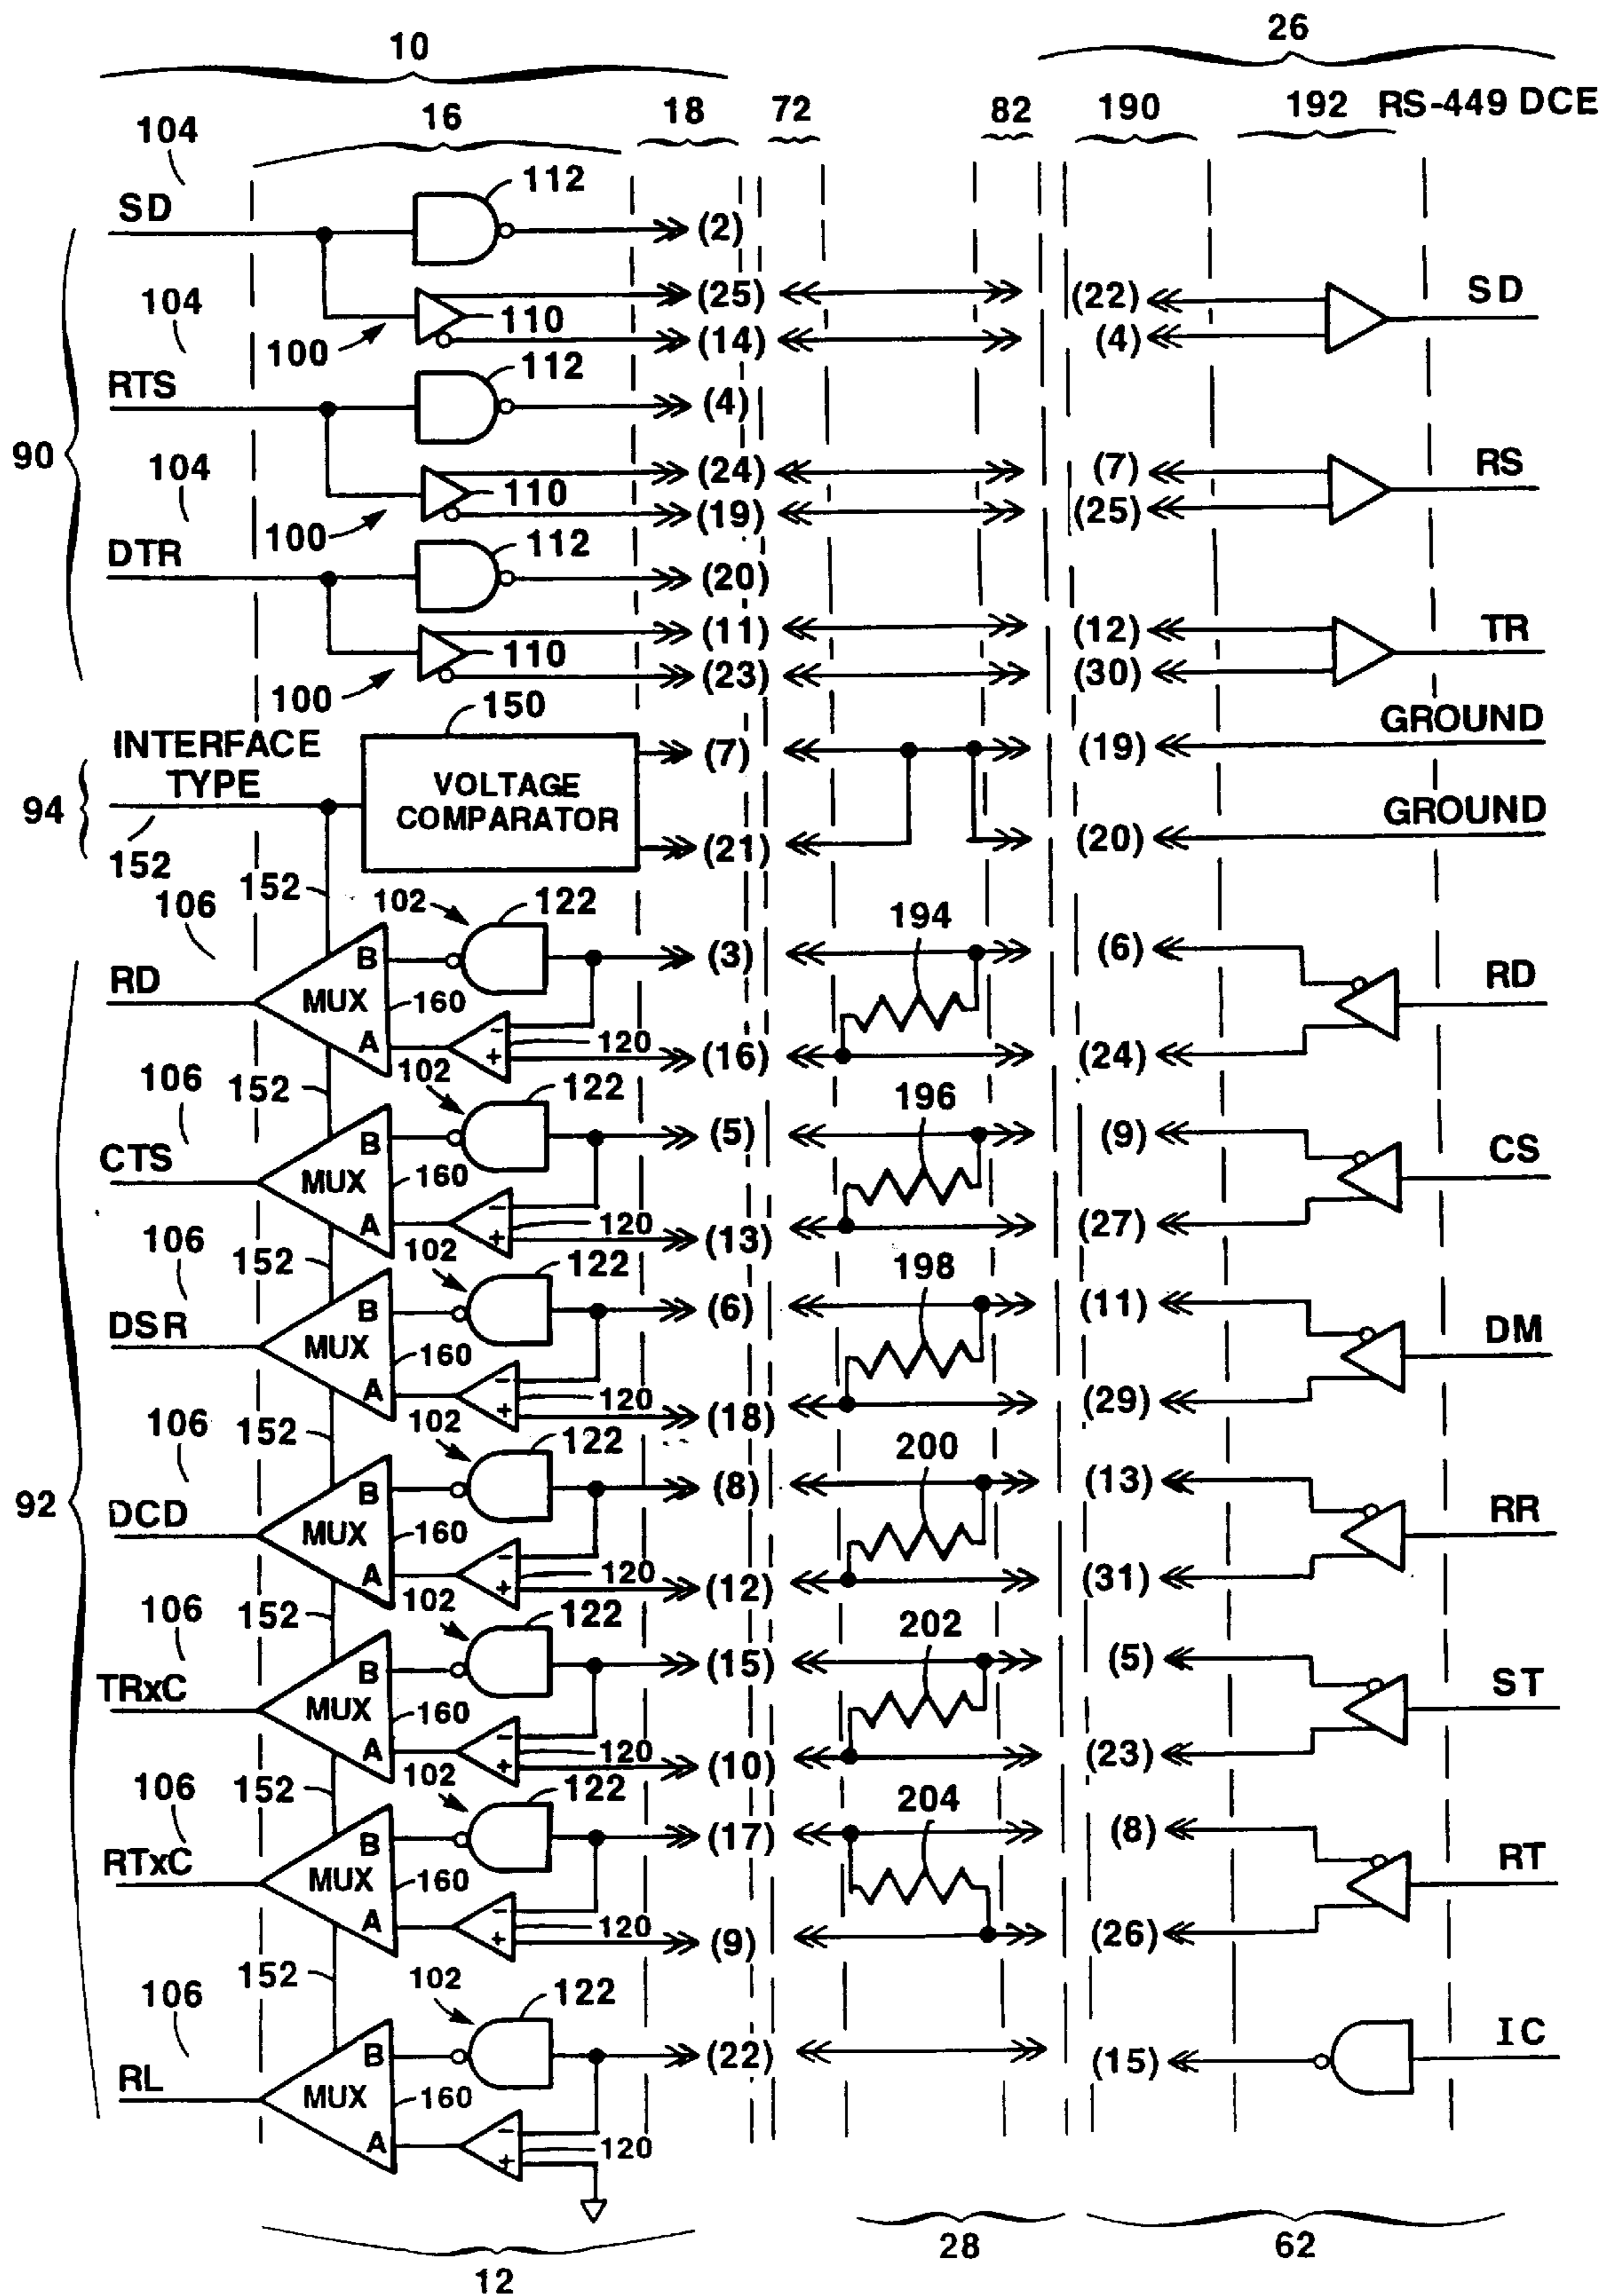 10
26
16
18
72
82
190
192
RS-449 DCE
104
SD
112
(2)
(25)
(22)
SD
104
100
110
(14)
(4)
RTS
112
(4)
90
104
(24)
(7)
RS
100
110
(19)
(25)
DTR
112
(20)
(11)
(12)
TR
100
110
(23)
(30)
INTERFACE
TYPE
150
VOLTAGE
COMPARATOR
(7)
(19)
GROUND
94
152
(21)
(20)
GROUND
106
152
102
122
194
RD
B
MUX
A
160
120
(3)
(16)
(6)
(24)
RD
106
152
102
122
196
CTS
B
MUX
A
160
120
(5)
(13)
(9)
(27)
CS
106
152
102
122
198
DSR
B
MUX
A
160
120
(6)
(18)
(11)
(29)
DM
106
152
102
122
200
92
DCD
B
MUX
A
160
120
(8)
(12)
(13)
(31)
RR
106
152
102
122
202
TRxC
B
MUX
A
160
120
(15)
(10)
(5)
(23)
ST
106
152
102
122
204
RTxC
B
MUX
A
160
120
(17)
(9)
(8)
(26)
RT
106
152
102
122
RL
B
MUX
A
160
120
(22)
(15)
IC
12
28
62